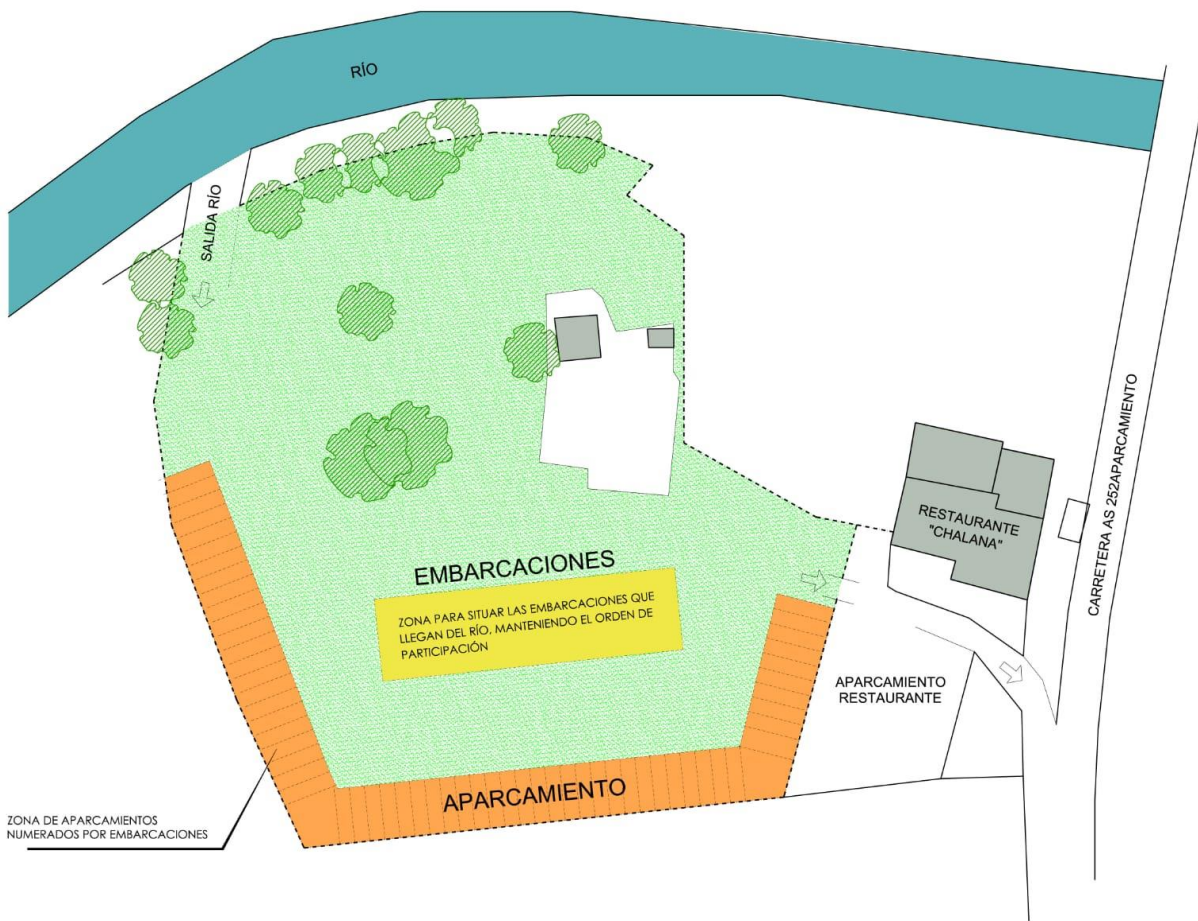 RÍO
SALIDA RÍO
CARRETERA AS 252APARCAMIENTO
RESTAURANTE
"CHALANA"
EMBARCACIONES
ZONA PARA SITUAR LAS EMBARCACIONES QUE
LLEGAN DEL RÍO, MANTENIENDO EL ORDEN DE
PARTICIPACIÓN
APARCAMIENTO
RESTAURANTE
APARCAMIENTO
ZONA DE APARCAMIENTOS
NUMERADOS POR EMBARCACIONES